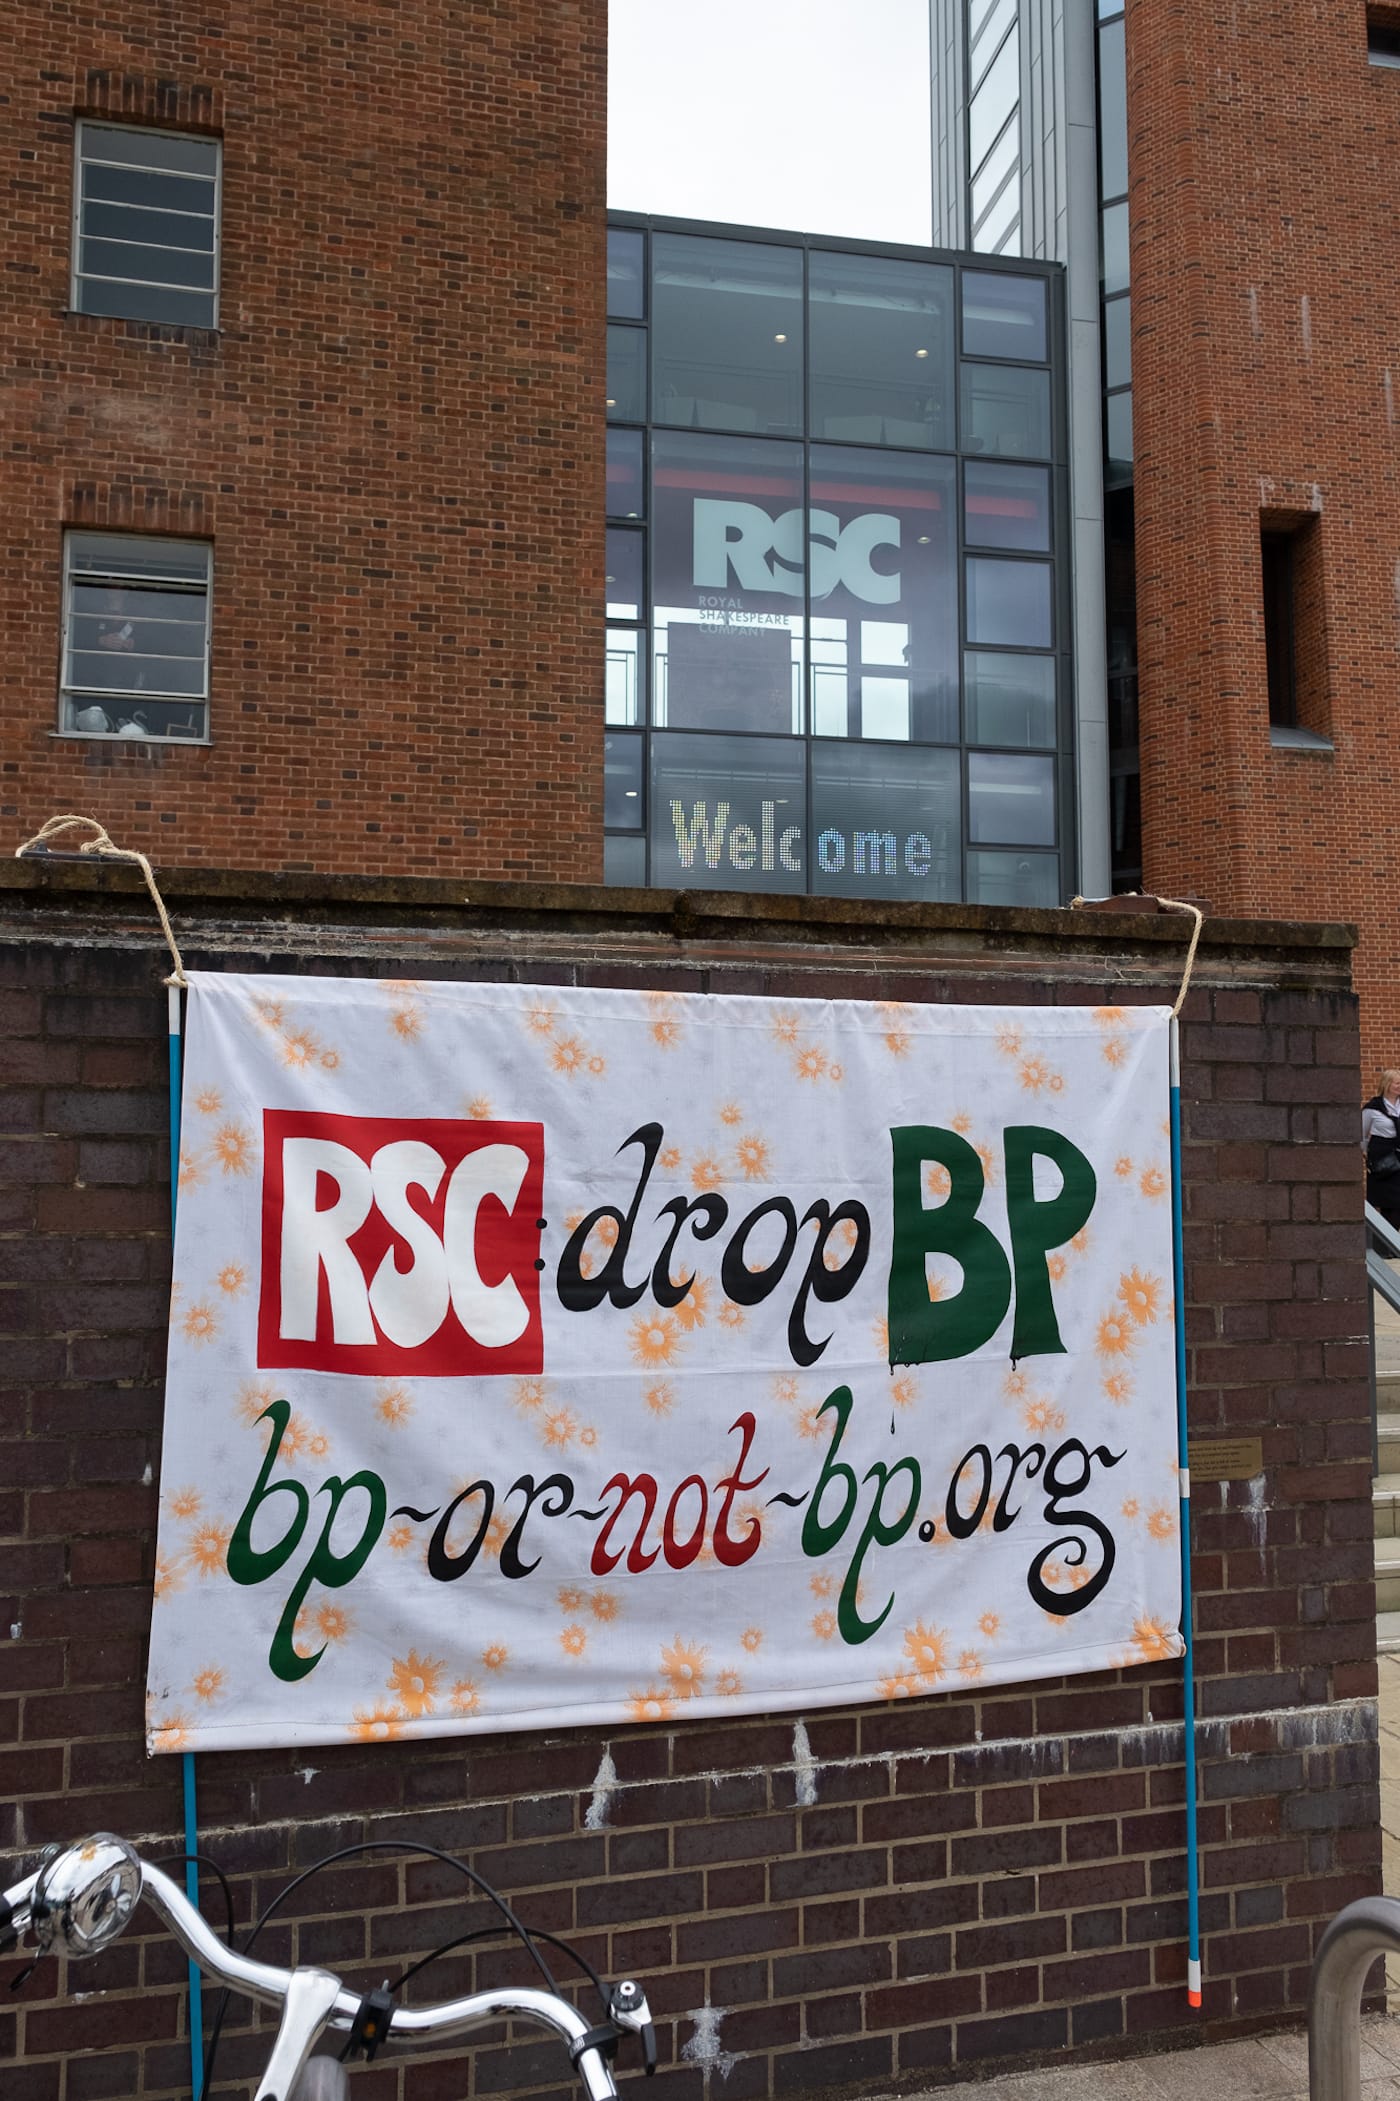 RSC
ROYAL
SHAKESPEARE
COMPANY
Welcome
RSC:drop BP
bp-or-not-bp.org